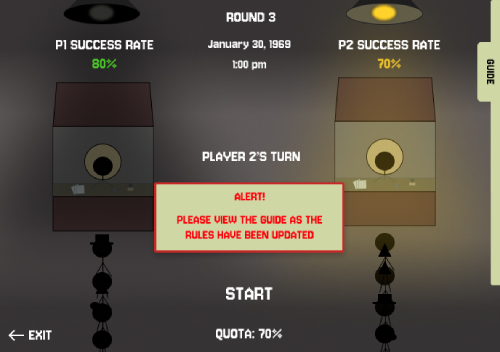 ROUND 3
P1 SUCCESS RATE
80%
January 30, 1969
1:00 pm
P2 SUCCESS RATE
70%
GUIDE
PLAYER 2'S TURN
ALERT!
PLEASE VIEW THE GUIDE AS THE
RULES HAVE BEEN UPDATED
START
← EXIT
QUOTA: 70%